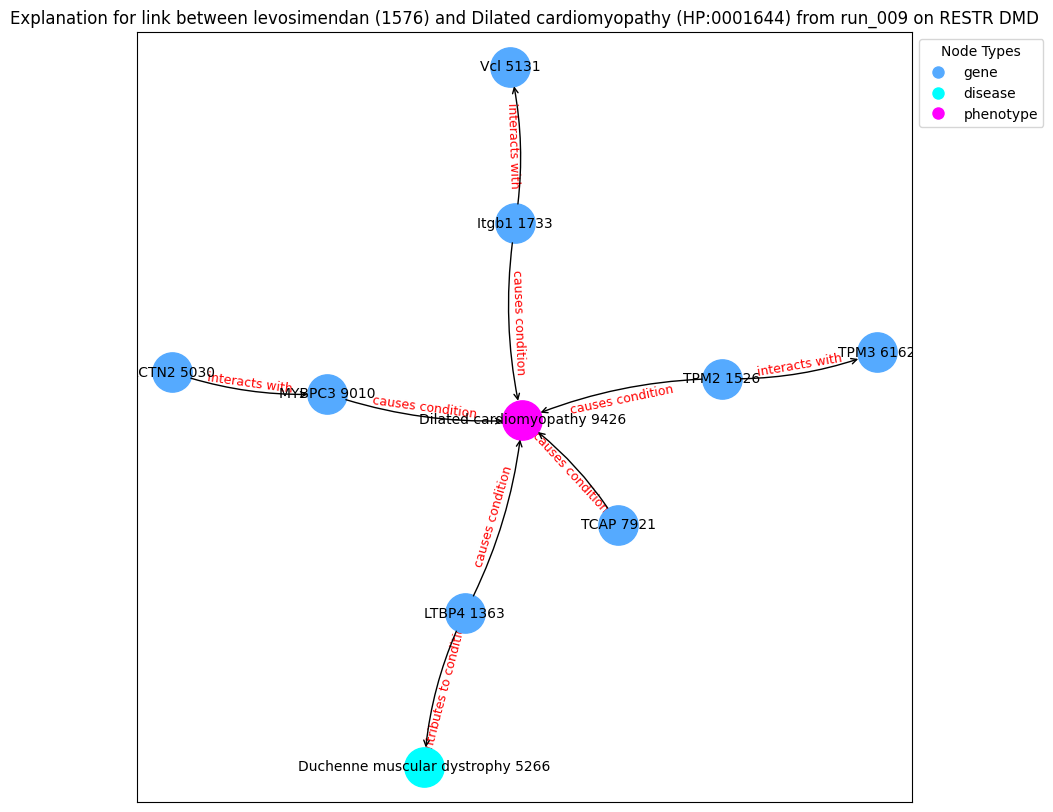 Explanation for link between levosimendan (1576) and Dilated cardiomyopathy (HP:0001644) from run_009 on RESTR DMD
Node Types
gene
disease
phenotype
Vcl 5131
interacts with
Itgb1 1733
causes condition
TPM3 6162
interacts with
TPM2 1526
causes condition
CTN2 5030
interacts with
MYBPC3 9010
causes condition
Dilated cardiomyopathy 9426
causes condition
TCAP 7921
causes condition
LTBP4 1363
tributes to conditi
Duchenne muscular dystrophy 5266